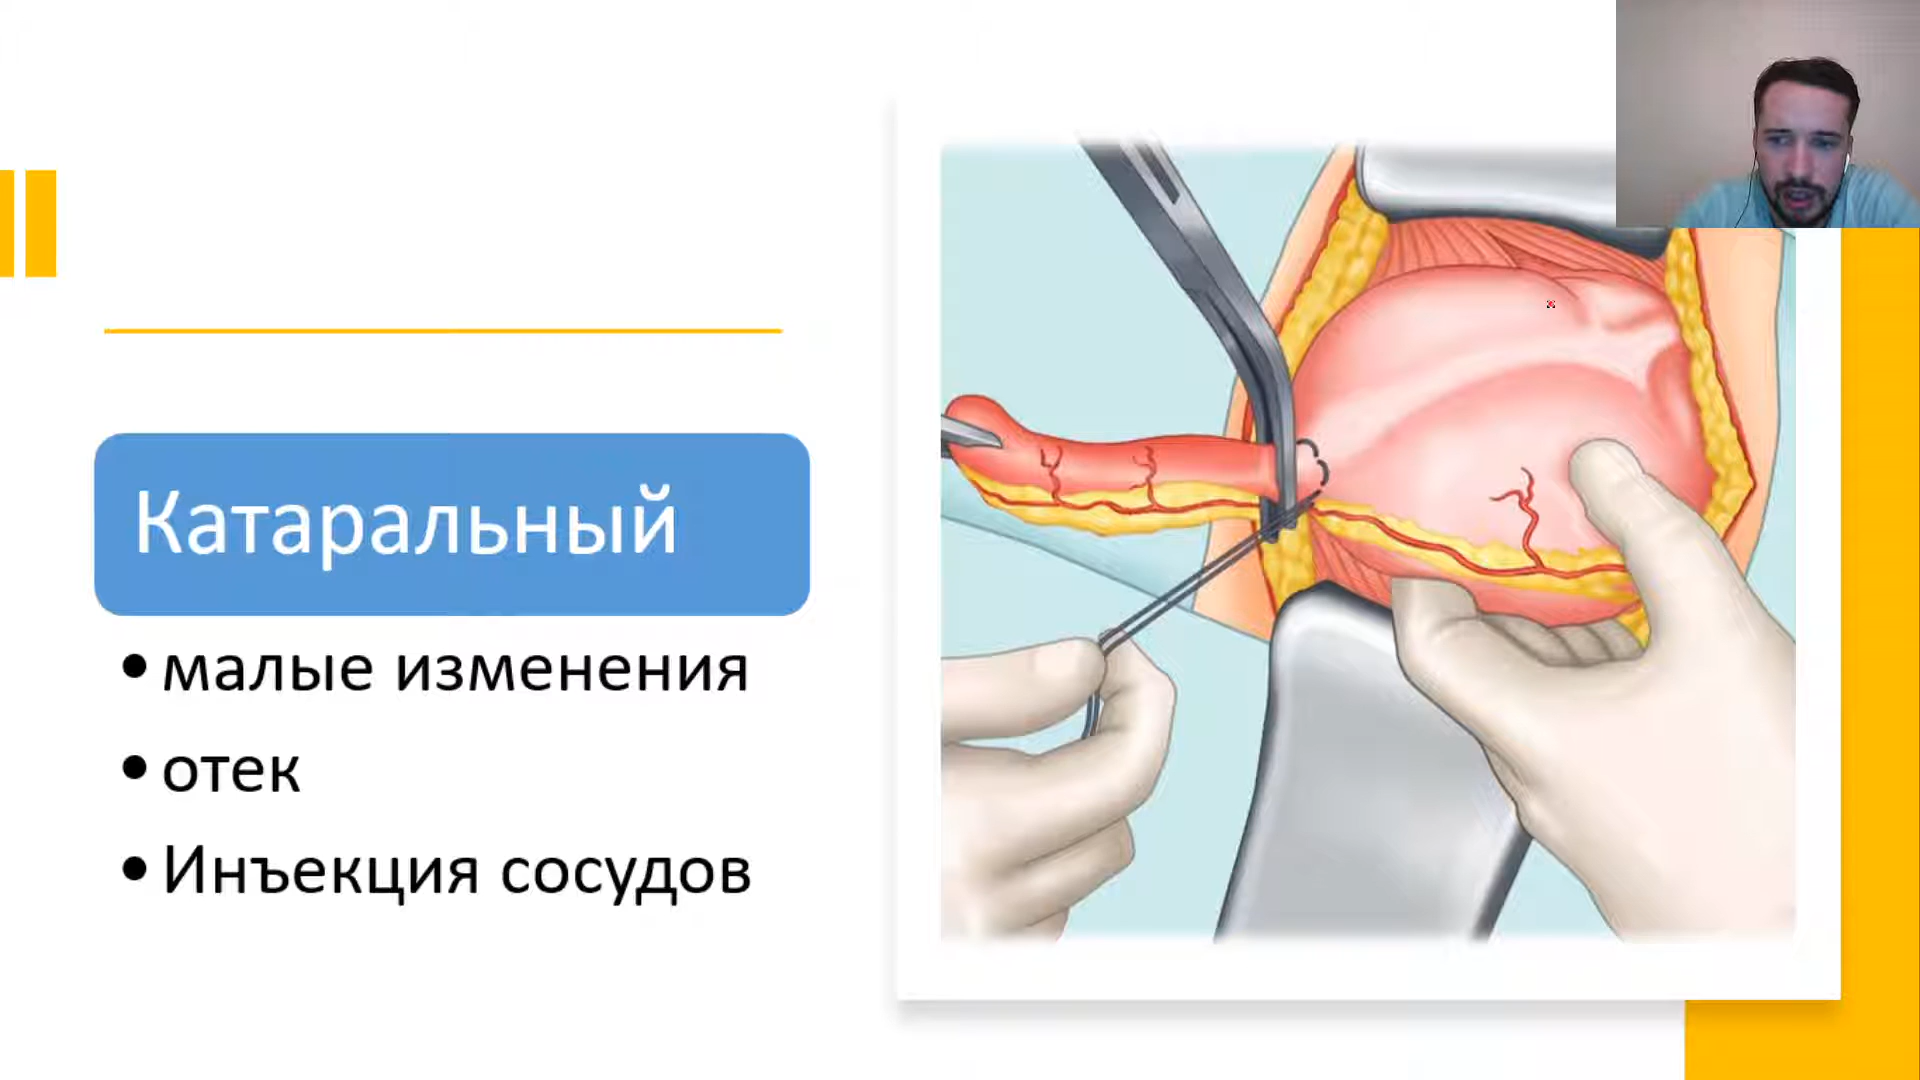 Катаральный
• малые изменения
• отек
• Инъекция сосудов